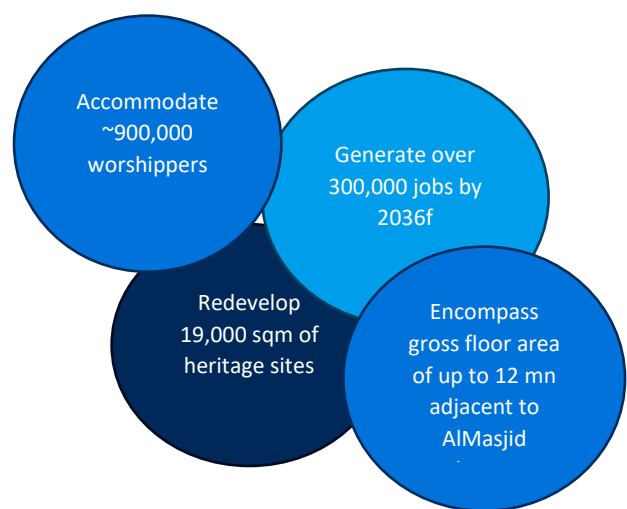 Accommodate
~900,000
worshippers
Generate over
300,000 jobs by
2036f
Redevelop
19,000 sqm of
heritage sites
Encompass
gross floor area
of up to 12 mn
adjacent to
AlMasjid